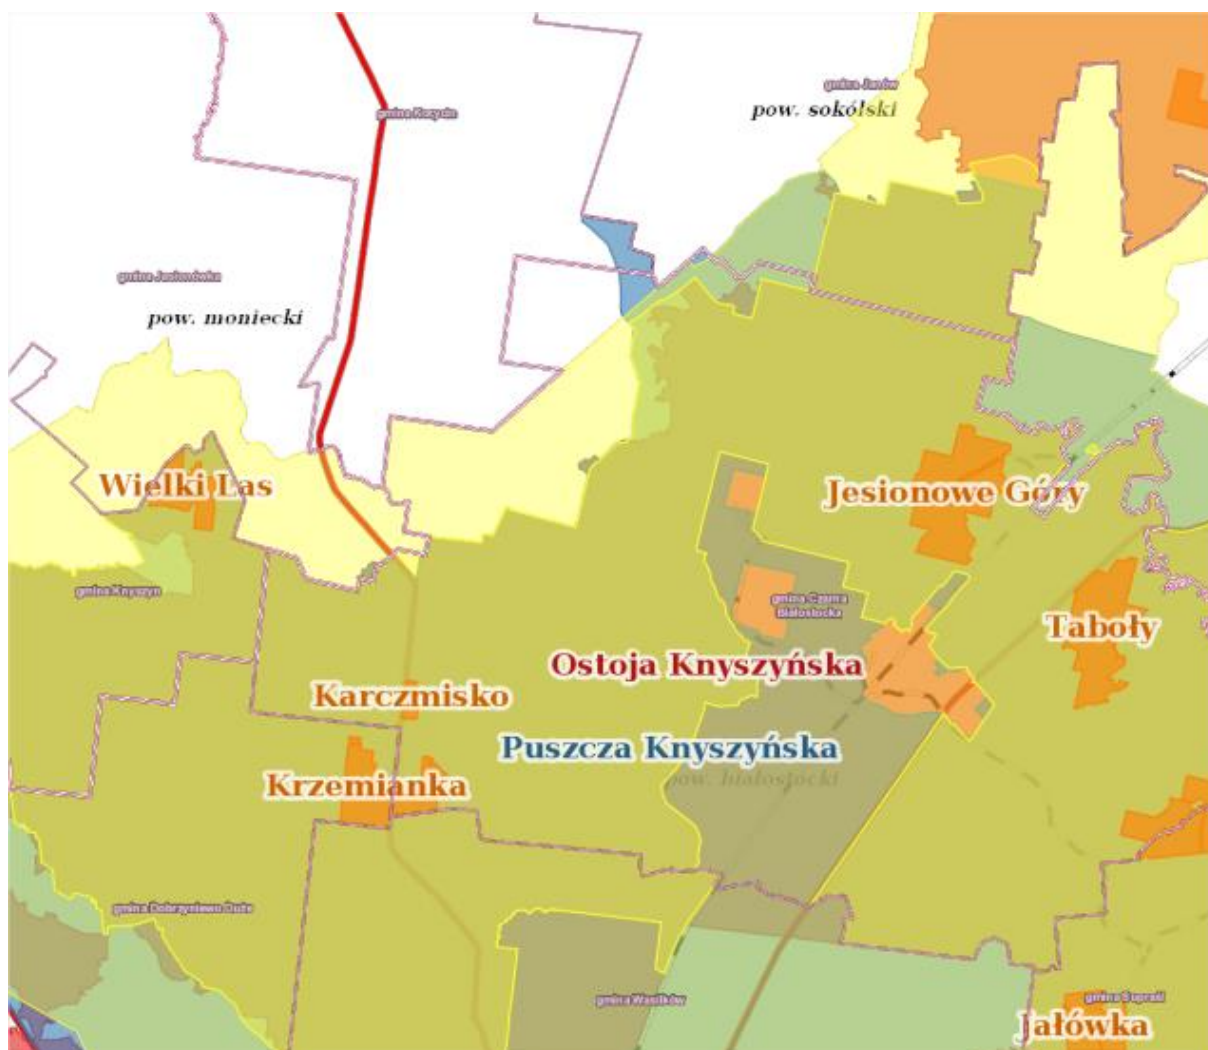 gmina Janów
pow. sokólski
gmina Korycin
gmina Jasionówka
pow. moniecki
Wielki Las
Jesionowe Góry
gmina Knyszyn
gmina Czarna
Białostocka
Taboły
Ostoja Knyszyńska
Karczmisko
Puszcza Knyszyńska
pow. białostocki
Krzemianka
gmina Dobrzyniewo Duże
gmina Wasilków
gmina Supraśl
Jałówka